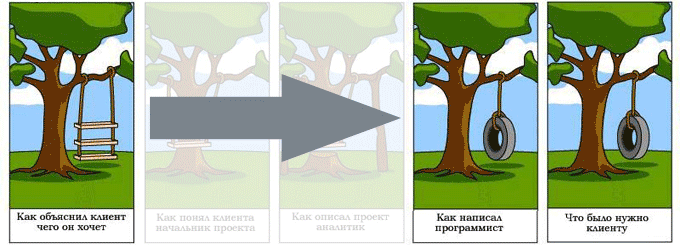 Как объяснил клиент
чего он хочет
Как понял клиента
начальник проекта
Как описал проект
аналитик
Как написал
программист
Что было нужно
клиенту